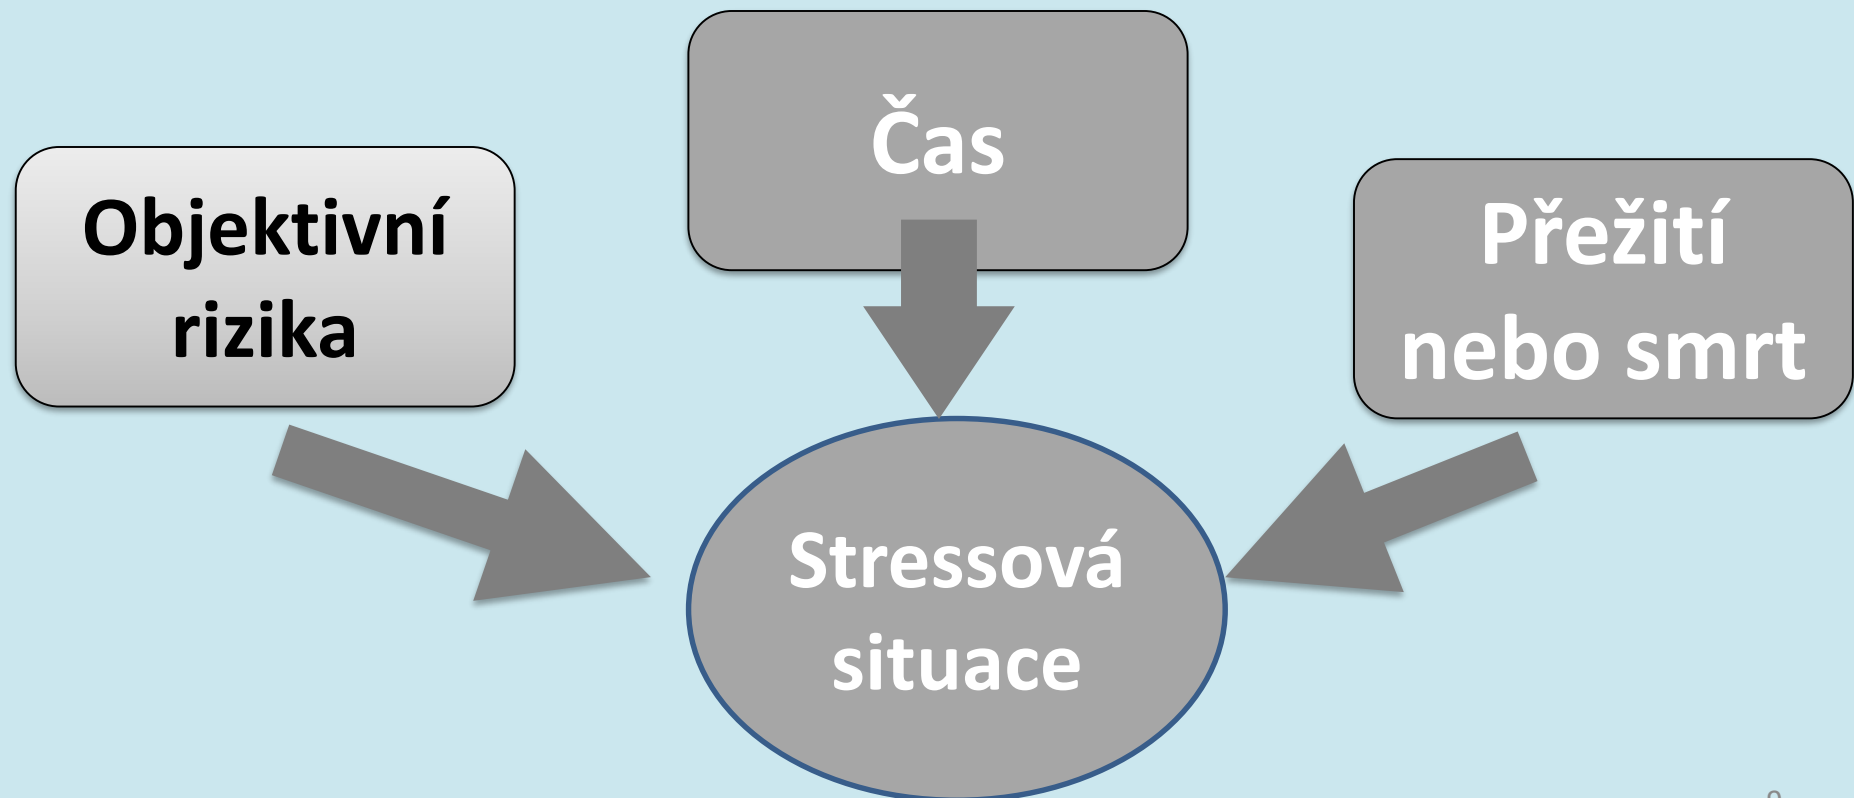 Čas
Objektivní
rizika
Přežití
nebo smrt
Stressová
situace